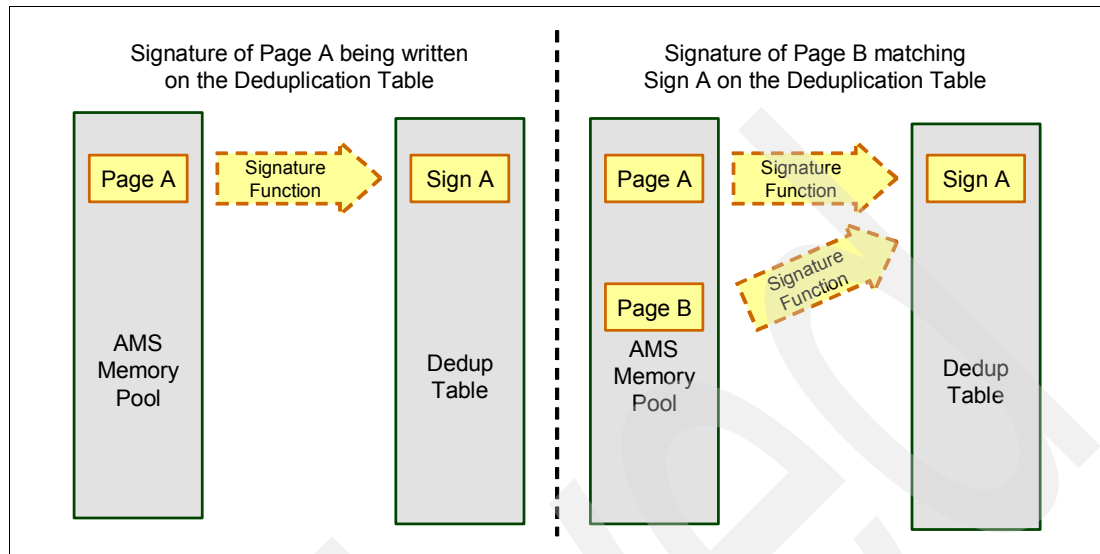 Signature of Page A being written
on the Deduplication Table
Page A
Signature
Function
Sign A
AMS
Memory
Pool
Dedup
Table
Signature of Page B matching
Sign A on the Deduplication Table
Page A
Signature
Function
Sign A
Signature
Function
Page B
AMS
Memory
Pool
Dedup
Table